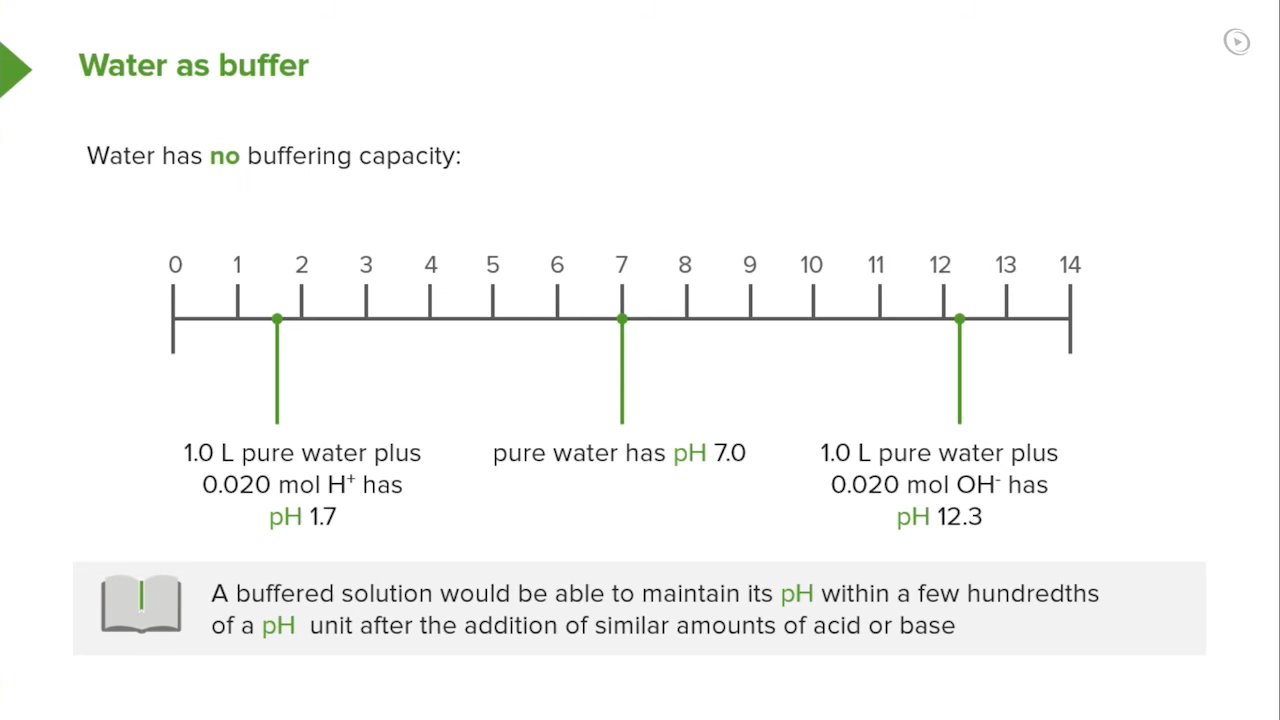 Water as buffer
Water has no buffering capacity:
0 1 2 3 4 5 6 7 8 9 10 11 12 13 14
1.0 L pure water plus
0.020 mol H⁺ has
pH 1.7
pure water has pH 7.0
1.0 L pure water plus
0.020 mol OH⁻ has
pH 12.3
A buffered solution would be able to maintain its pH within a few hundredths
of a pH unit after the addition of similar amounts of acid or base